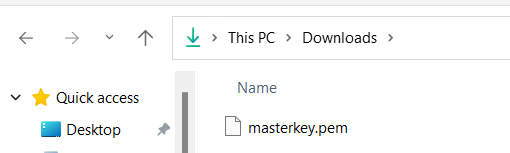 This PC Downloads
Name
Quick access
masterkey.pem
Desktop